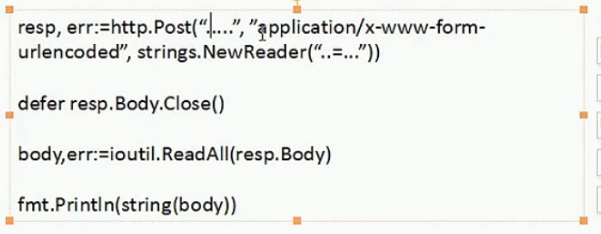 resp, err:=http.Post(“.....”, ”application/x-www-form-
urlencoded”, strings.NewReader(“..=...”))
defer resp.Body.Close()
body,err:=ioutil.ReadAll(resp.Body)
fmt.Println(string(body))